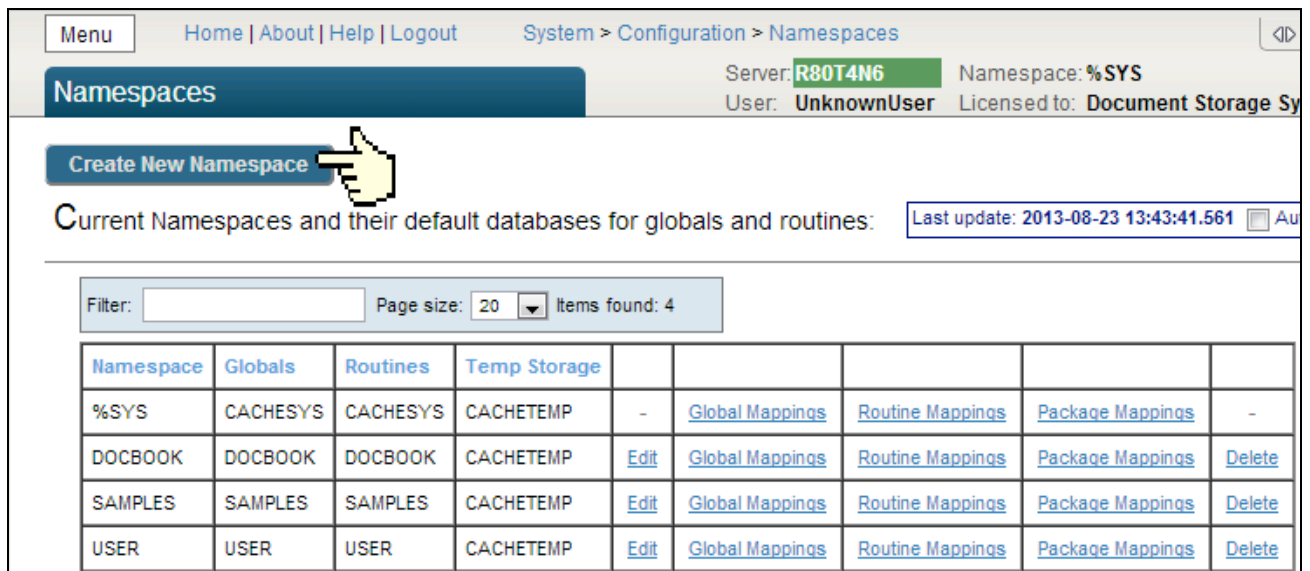 Menu Home | About | Help | Logout System > Configuration > Namespaces
Namespaces
Server: R80T4N6 Namespace: %SYS
User: UnknownUser Licensed to: Document Storage Sy
Create New Namespace
Current Namespaces and their default databases for globals and routines: Last update: 2013-08-23 13:43:41.561 Au
Filter: Page size: 20 Items found: 4
Namespace Globals Routines Temp Storage
%SYS CACHESYS CACHESYS CACHETEMP - Global Mappings Routine Mappings Package Mappings -
DOCBOOK DOCBOOK DOCBOOK CACHETEMP Edit Global Mappings Routine Mappings Package Mappings Delete
SAMPLES SAMPLES SAMPLES CACHETEMP Edit Global Mappings Routine Mappings Package Mappings Delete
USER USER USER CACHETEMP Edit Global Mappings Routine Mappings Package Mappings Delete